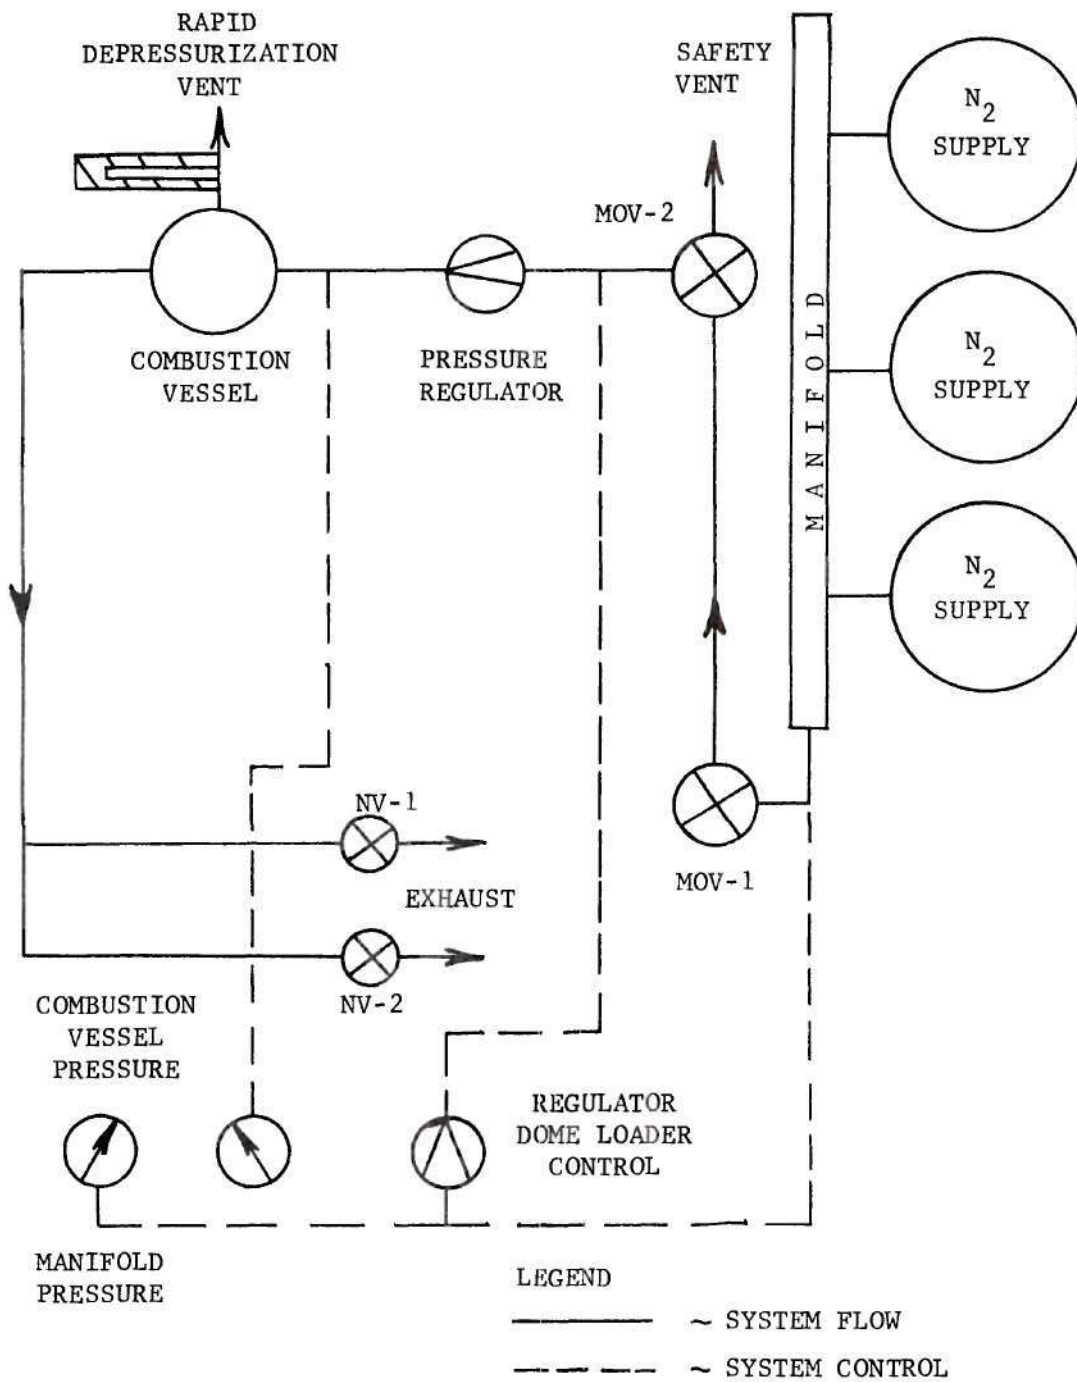 RAPID
DEPRESSURIZATION
VENT
SAFETY
VENT
N2
SUPPLY
MOV-2
COMBUSTION
VESSEL
PRESSURE
REGULATOR
MANIFOLD
N2
SUPPLY
N2
SUPPLY
NV-1
EXHAUST
MOV-1
NV-2
COMBUSTION
VESSEL
PRESSURE
REGULATOR
DOME LOADER
CONTROL
MANIFOLD
PRESSURE
LEGEND
~ SYSTEM FLOW
~ SYSTEM CONTROL